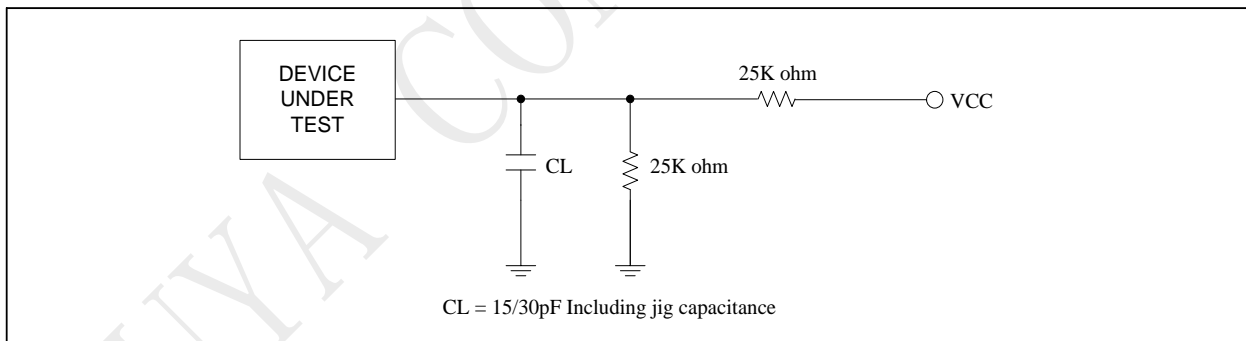 DEVICE
UNDER
TEST
25K ohm
VCC
CL
25K ohm
CL = 15/30pF Including jig capacitance